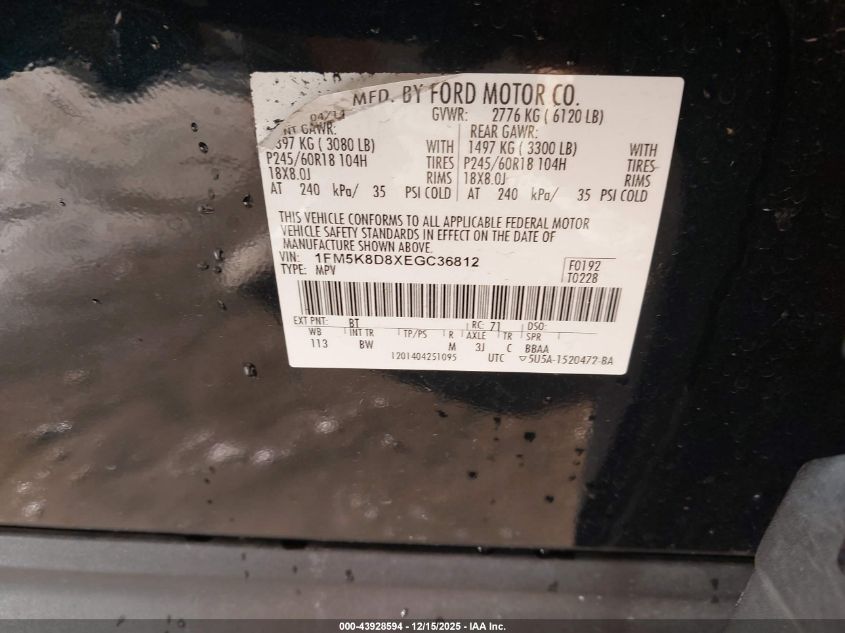 MFD. BY FORD MOTOR CO.
GVWR: 2776 KG ( 6120 LB)
GAWR: REAR GAWR:
397 KG ( 3080 LB) WITH 1497 KG ( 3300 LB) WITH
P245/60R18 104H TIRES P245/60R18 104H TIRES
18X8.0J RIMS 18X8.0J RIMS
AT 240 kPa/ 35 PSI COLD AT 240 kPa/ 35 PSI COLD
THIS VEHICLE CONFORMS TO ALL APPLICABLE FEDERAL MOTOR
VEHICLE SAFETY STANDARDS IN EFFECT ON THE DATE OF
MANUFACTURE SHOWN ABOVE.
VIN: 1FM5K8D8XEGC36812 F0192
TYPE: MPV T0228
EXT PNT: BT RC: 71 DSO:
WB INT TR TP/PS R AXLE TR SPR
113 BW M 3J C BBAA
1201404251095 UTC ▽5U5A-1520472-BA
000-43928594 - 12/15/2025 - IAA Inc.